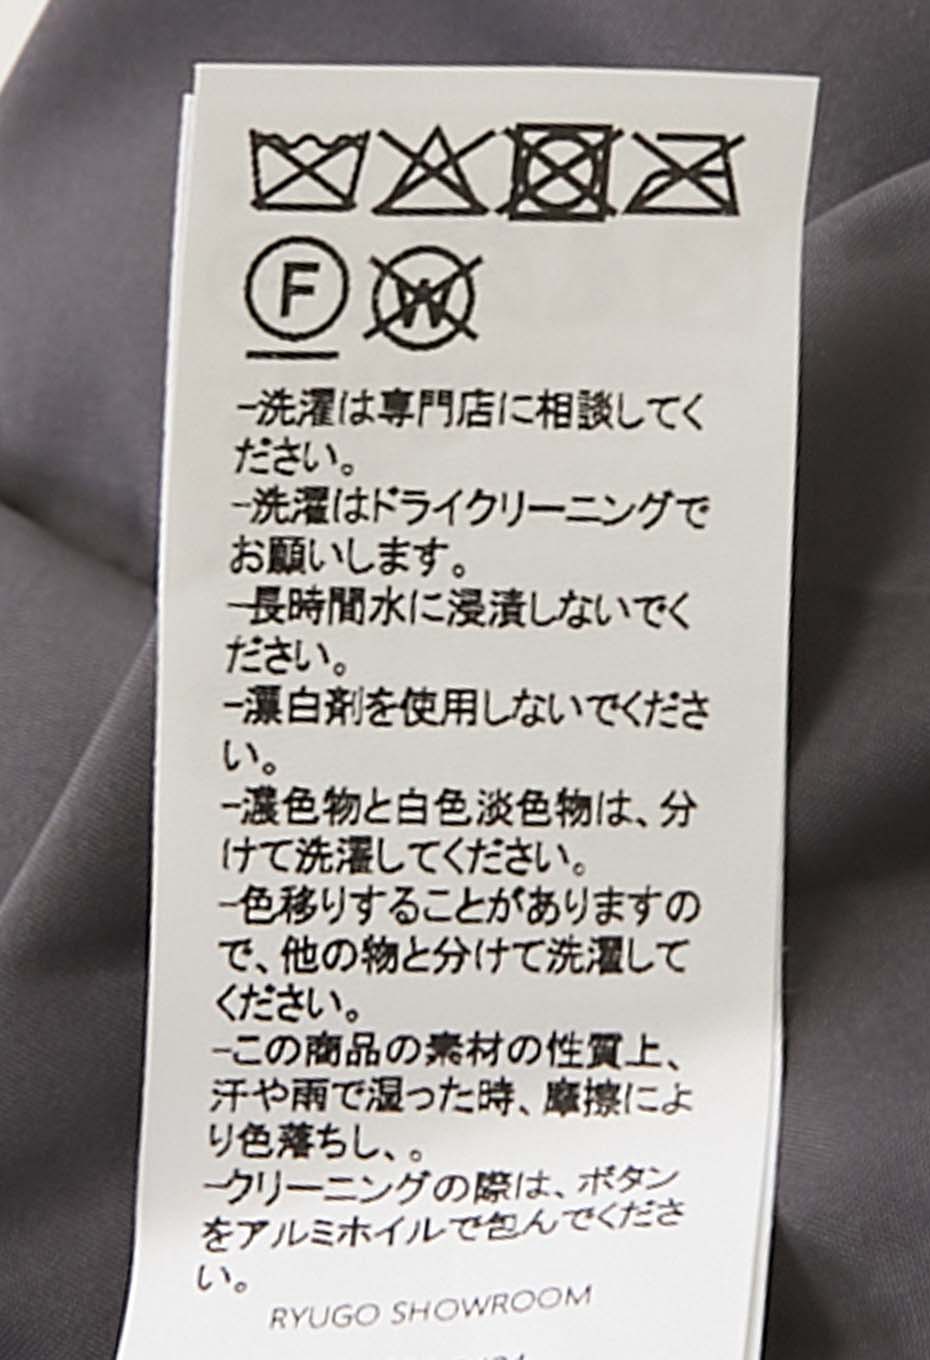 F W
-洗濯は専門店に相談してく
ださい。
-洗濯はドライクリーニングで
お願いします。
-長時間水に浸漬しないでく
ださい。
-漂白剤を使用しないでくださ
い。
-濃色物と白色淡色物は、分
けて洗濯してください。
-色移りすることがありますの
で、他の物と分けて洗濯して
ください。
-この商品の素材の性質上、
汗や雨で湿った時、摩擦によ
り色落ちし、。
-クリーニングの際は、ボタン
をアルミホイルで包んでくださ
い。
RYUGO SHOWROOM